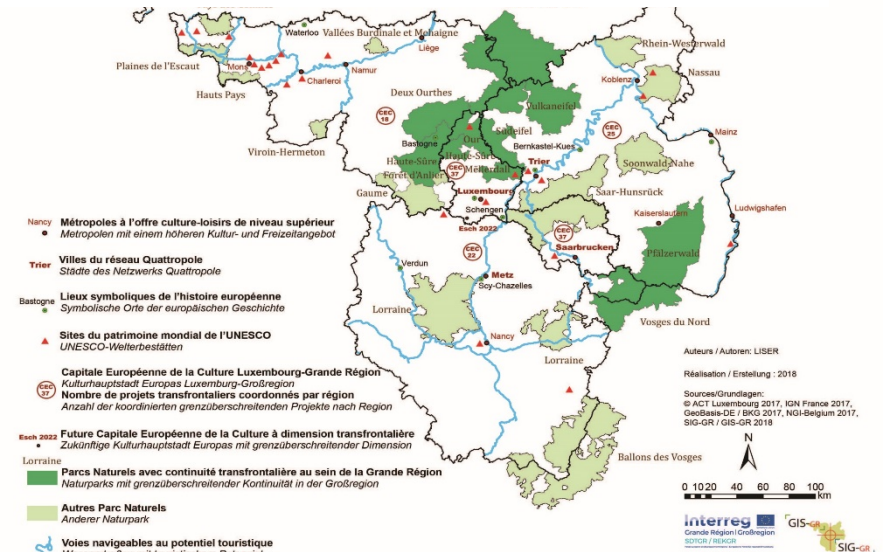 Waterloo
Vallées Burdinale et Mehaigne
Liège
Rhein-Westerwald
Plaines de l'Escaut
Mons
Namur
Charleroi
Koblenz
Nassau
Hauts Pays
Deux Ourthes
Vulkaneifel
CEC
18
Mainz
Bastogne
Our
Südeifel
CEC
25
Viroin-Hermeton
Bernkastel-Kues
Haute-Sûre
Haute-Sûre
Trier
Soonwald-Nahe
Forêt d'Anlier
CEC
37
Mëllerdall
Gaume
Luxembourg
Saar-Hunsrück
Schengen
Kaiserslautern
Ludwigshafen
Esch 2022
CEC
37
Saarbrucken
CEC
22
Pfälzerwald
Verdun
Metz
Scy-Chazelles
Lorraine
Vosges du Nord
Nancy
Lorraine
Ballons des Vosges
Nancy
Métropoles à l'offre culture-loisirs de niveau supérieur
Metropolen mit einem höheren Kultur- und Freizeitangebot
Trier
Villes du réseau Quattropole
Städte des Netzwerks Quattropole
Bastogne
Lieux symboliques de l'histoire européenne
Symbolische Orte der europäischen Geschichte
Sites du patrimoine mondial de l'UNESCO
UNESCO-Welterbestätten
CEC
37
Capitale Européenne de la Culture Luxembourg-Grande Région
Kulturhauptstadt Europas Luxemburg-Großregion
Nombre de projets transfrontaliers coordonnés par région
Anzahl der koordinierten grenzüberschreitenden Projekte nach Region
Esch 2022
Future Capitale Européenne de la Culture à dimension transfrontalière
Zukünftige Kulturhauptstadt Europas mit grenzüberschreitender Dimension
Lorraine
Parcs Naturels avec continuité transfrontalière au sein de la Grande Région
Naturparks mit grenzüberschreitender Kontinuität in der Großregion
Autres Parc Naturels
Anderer Naturpark
Voies navigeables au potentiel touristique
Auteurs / Autoren: LISER
Réalisation / Erstellung : 2018
Sources/Grundlagen:
© ACT Luxembourg 2017, IGN France 2017,
GeoBasis-DE / BKG 2017, NGI-Belgium 2017,
SIG-GR / GIS-GR 2018
N
0 10 20 40 60 80 100
km
Interreg
Grande Région | Großregion
SDTGR / REKGR
GIS-GR
SIG-GR